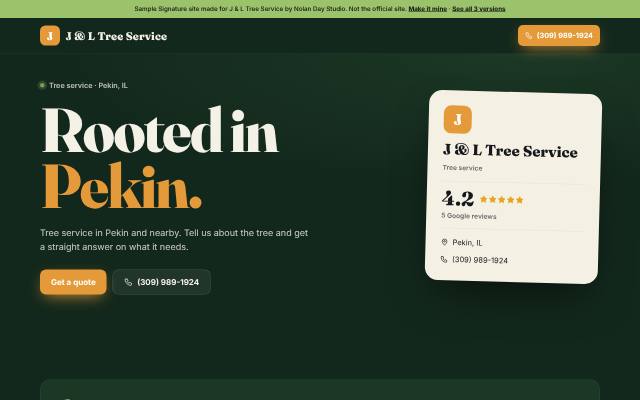 Sample Signature site made for J & L Tree Service by Nolan Day Studio. Not the official site. Make it mine · See all 3 versions
J
J & L Tree Service
(309) 989-1924
Tree service · Pekin, IL
Rooted in
Pekin.
Tree service in Pekin and nearby. Tell us about the tree and get
a straight answer on what it needs.
Get a quote
(309) 989-1924
J
J & L Tree Service
Tree service
4.2
5 Google reviews
Pekin, IL
(309) 989-1924